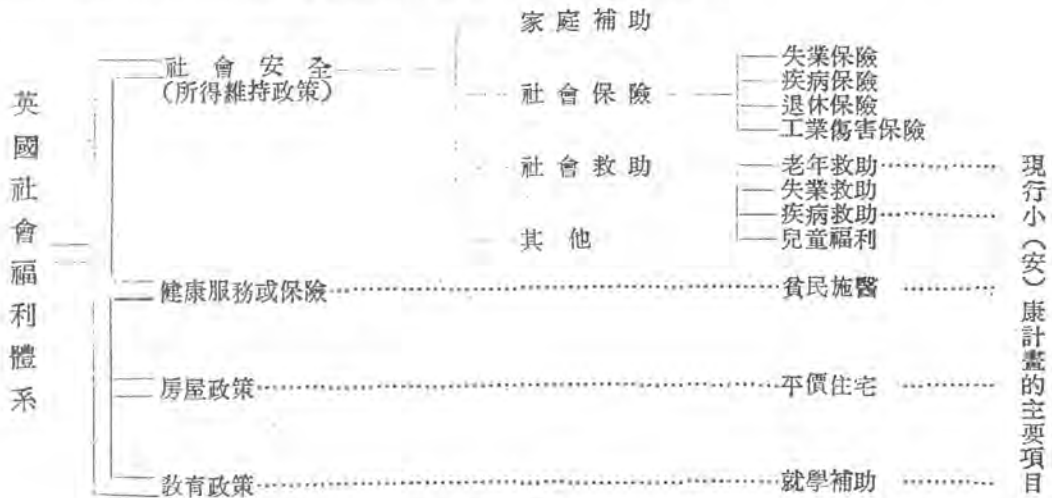 英國社會福利體系
社會安全
(所得維持政策)
家庭補助
社會保險
失業保險
疾病保險
退休保險
工業傷害保險
社會救助
老年救助
失業救助
疾病救助
兒童福利
其他
健康服務或保險
貧民施醫
房屋政策
平價住宅
教育政策
就學補助
現行小(安)康計畫的主要項目